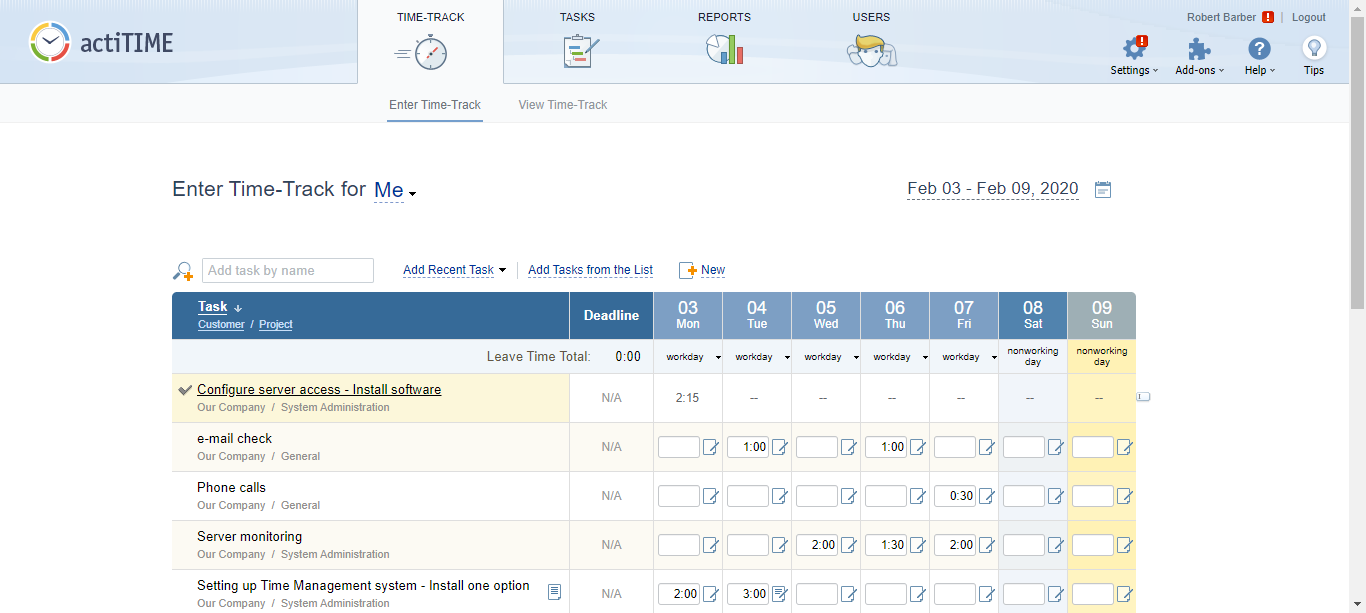 actiTIME
TIME-TRACK
TASKS
REPORTS
USERS
Robert Barber ! | Logout
Settings
Add-ons
Help
Tips
Enter Time-Track
View Time-Track
Enter Time-Track for Me
Feb 03 - Feb 09, 2020
Add task by name
Add Recent Task
Add Tasks from the List
New
Task ↓
Customer / Project
Deadline
03 Mon
04 Tue
05 Wed
06 Thu
07 Fri
08 Sat
09 Sun
Leave Time Total: 0:00 workday workday workday workday workday nonworking day nonworking day
Configure server access - Install software
Our Company / System Administration
N/A 2:15 -- -- -- -- -- --
e-mail check
Our Company / General
N/A 1:00 1:00
Phone calls
Our Company / General
N/A 0:30
Server monitoring
Our Company / System Administration
N/A 2:00 1:30 2:00
Setting up Time Management system - Install one option
Our Company / System Administration
N/A 2:00 3:00